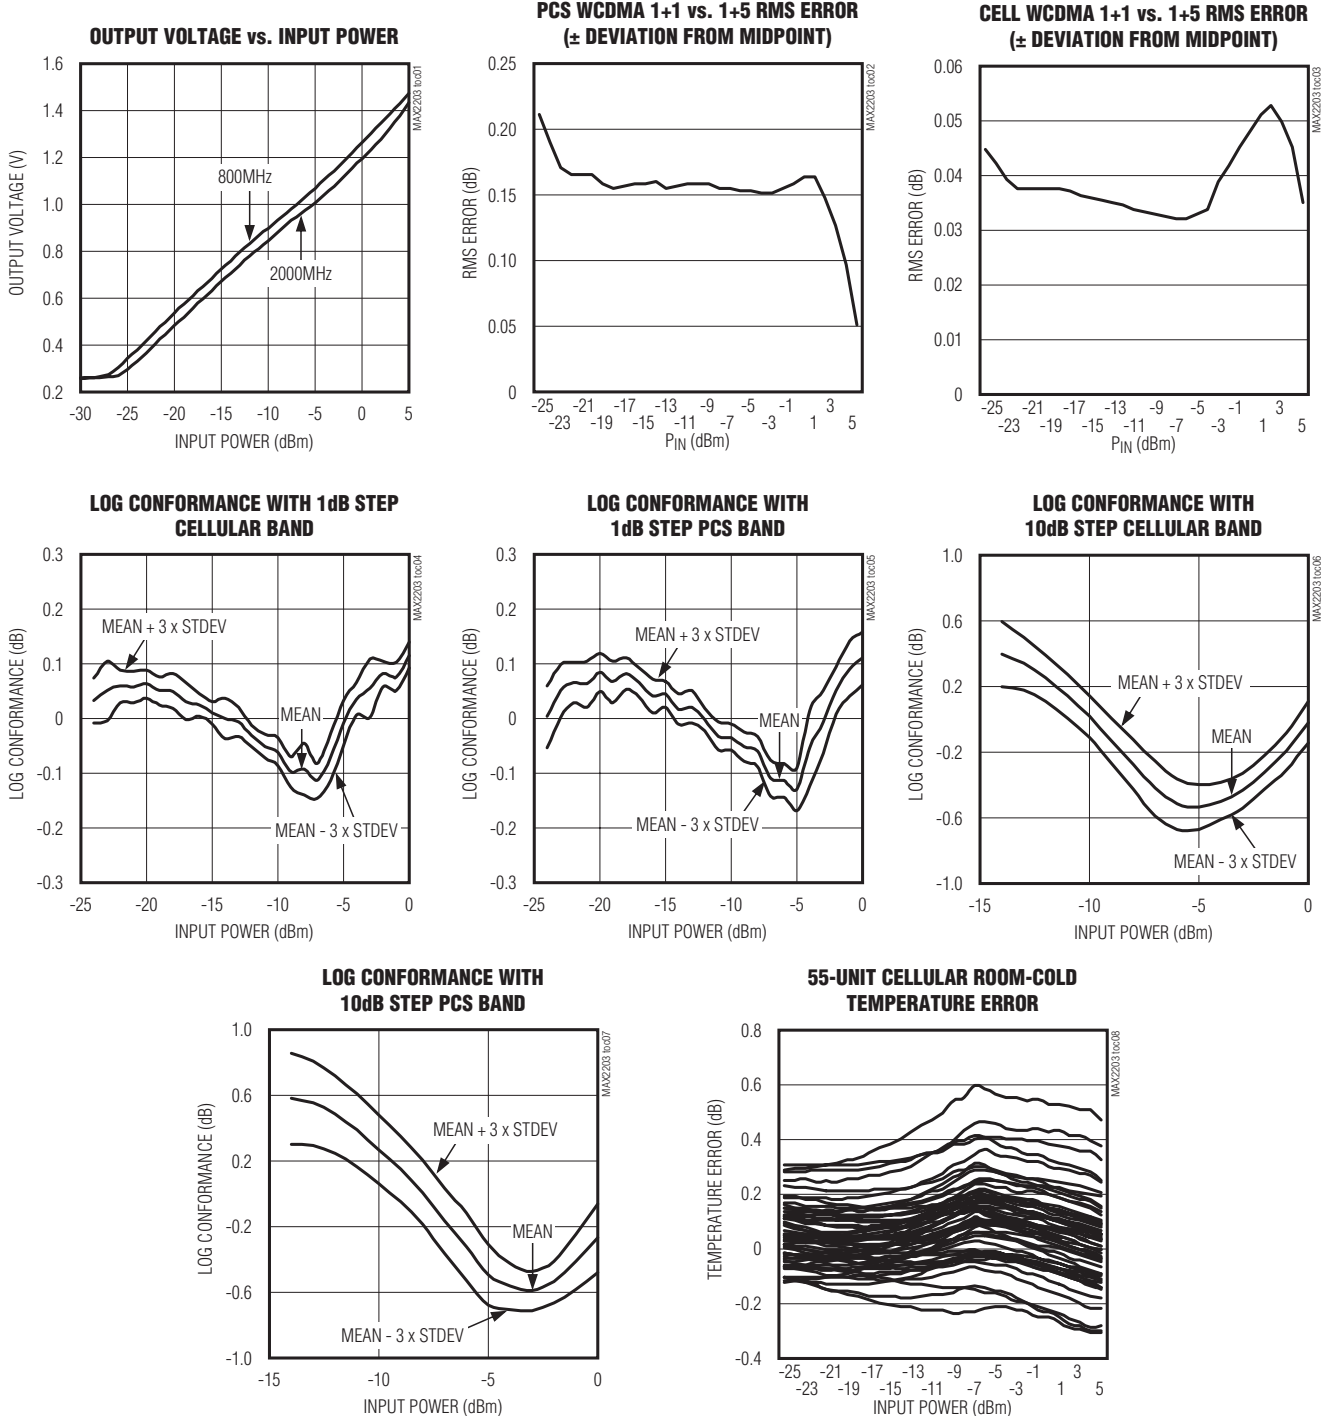 OUTPUT VOLTAGE vs. INPUT POWER
1.6
1.4
1.2
1.0
0.8
0.6
0.4
0.2
OUTPUT VOLTAGE (V)
800MHz
2000MHz
-30 -25 -20 -15 -10 -5 0 5
INPUT POWER (dBm)
MAX2203 toc01
PCS WCDMA 1+1 vs. 1+5 RMS ERROR
(± DEVIATION FROM MIDPOINT)
0.25
0.20
0.15
0.10
0.05
0
RMS ERROR (dB)
-25 -21 -17 -13 -9 -5 -1 3
-23 -19 -15 -11 -7 -3 1 5
PIN (dBm)
MAX2203 toc02
CELL WCDMA 1+1 vs. 1+5 RMS ERROR
(± DEVIATION FROM MIDPOINT)
0.06
0.05
0.04
0.03
0.02
0.01
0
RMS ERROR (dB)
-25 -21 -17 -13 -9 -5 -1 3
-23 -19 -15 -11 -7 -3 1 5
PIN (dBm)
MAX2203 toc03
LOG CONFORMANCE WITH 1dB STEP
CELLULAR BAND
0.3
0.2
0.1
0
-0.1
-0.2
-0.3
LOG CONFORMANCE (dB)
MEAN + 3 x STDEV
MEAN
MEAN - 3 x STDEV
-25 -20 -15 -10 -5 0
INPUT POWER (dBm)
MAX2203 toc04
LOG CONFORMANCE WITH
1dB STEP PCS BAND
0.3
0.2
0.1
0
-0.1
-0.2
-0.3
LOG CONFORMANCE (dB)
MEAN + 3 x STDEV
MEAN
MEAN - 3 x STDEV
-25 -20 -15 -10 -5 0
INPUT POWER (dBm)
MAX2203 toc05
LOG CONFORMANCE WITH
10dB STEP CELLULAR BAND
1.0
0.6
0.2
-0.2
-0.6
-1.0
LOG CONFORMANCE (dB)
MEAN + 3 x STDEV
MEAN
MEAN - 3 x STDEV
-15 -10 -5 0
INPUT POWER (dBm)
MAX2203 toc06
LOG CONFORMANCE WITH
10dB STEP PCS BAND
1.0
0.6
0.2
-0.2
-0.6
-1.0
LOG CONFORMANCE (dB)
MEAN + 3 x STDEV
MEAN
MEAN - 3 x STDEV
-15 -10 -5 0
INPUT POWER (dBm)
MAX2203 toc07
55-UNIT CELLULAR ROOM-COLD
TEMPERATURE ERROR
0.8
0.6
0.4
0.2
0
-0.2
-0.4
TEMPERATURE ERROR (dB)
-25 -21 -17 -13 -9 -5 -1 3
-23 -19 -15 -11 -7 -3 1 5
INPUT POWER (dBm)
MAX2203 toc08